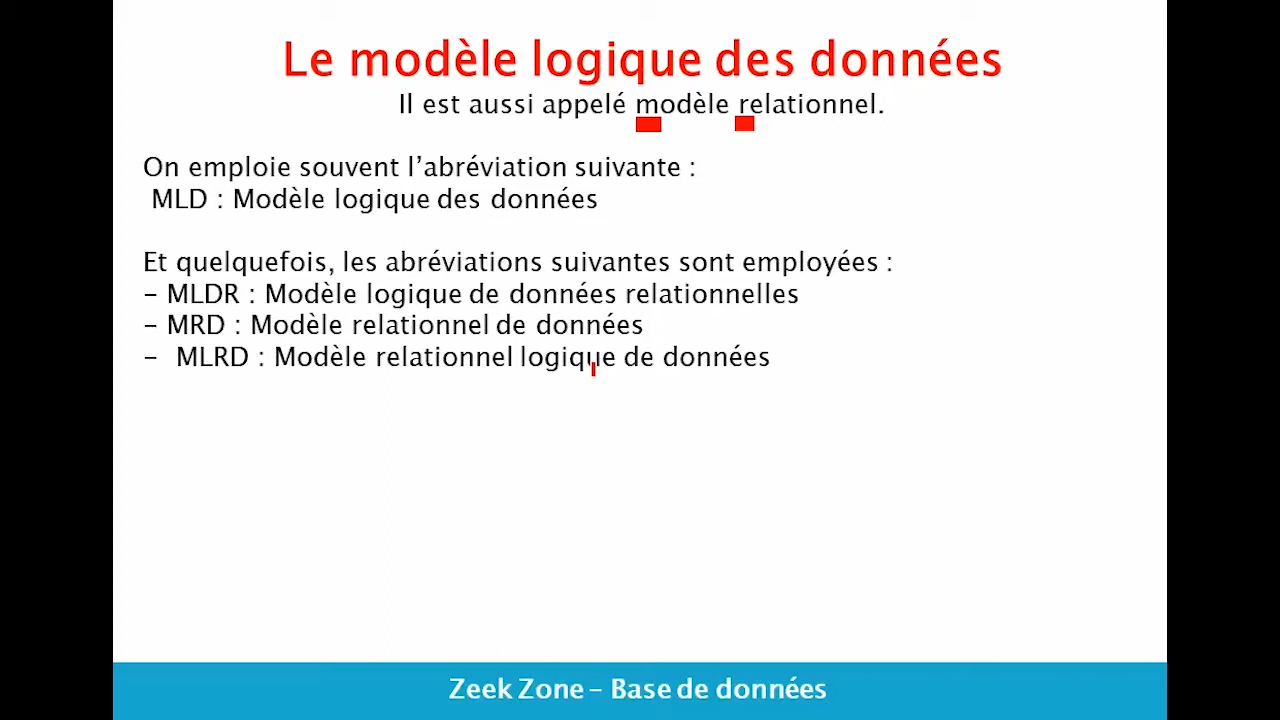 Le modèle logique des données
Il est aussi appelé modèle relationnel.
On emploie souvent l’abréviation suivante :
MLD : Modèle logique des données
Et quelquefois, les abréviations suivantes sont employées :
- MLDR : Modèle logique de données relationnelles
- MRD : Modèle relationnel de données
- MLRD : Modèle relationnel logique de données
Zeek Zone – Base de données